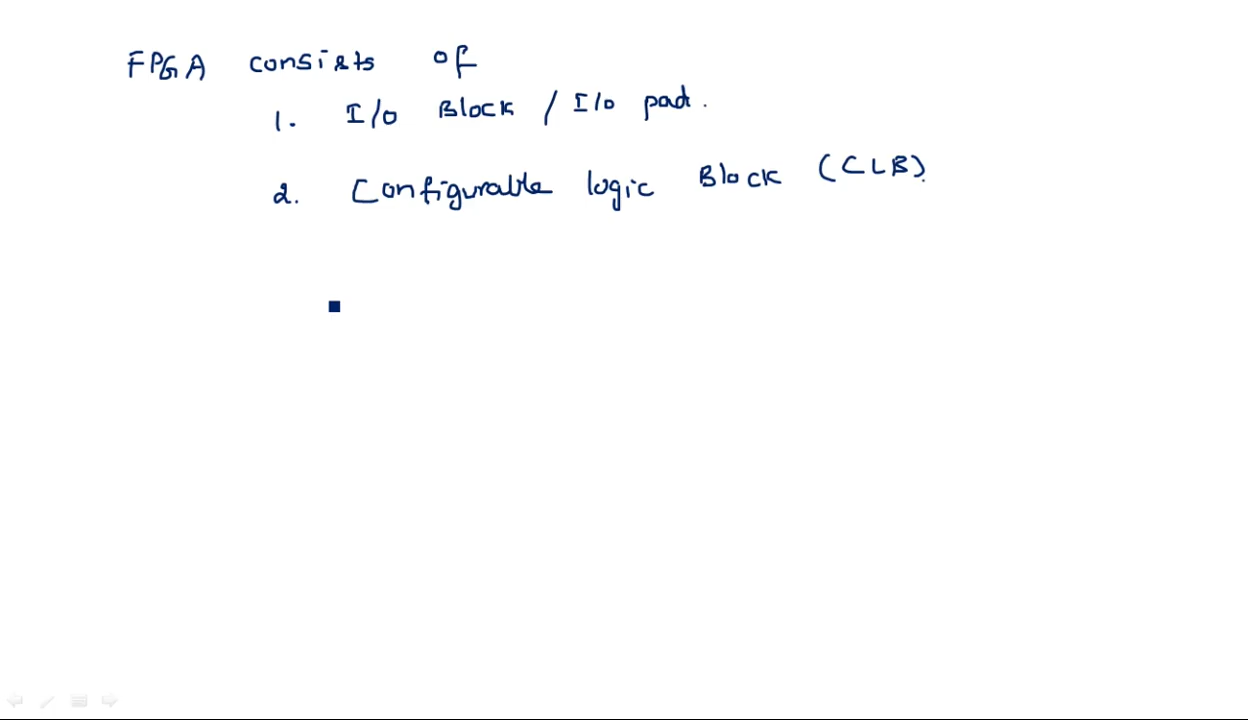 FPGA consists of
1. I/O Block / I/O pad.
2. Configurable logic Block (CLB).